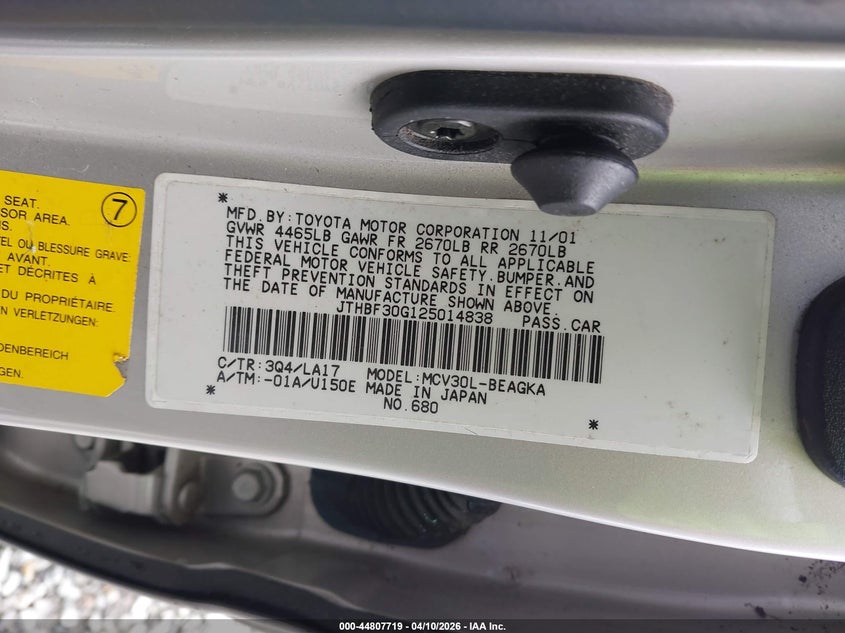 SEAT.
SOR AREA.
7
BLESSURE GRAVE
AVANT.
ET DÉCRITES À
DU PROPRIÉTAIRE.
VERLETZUNGEN:
DENBEREICH
ZUGEN.
*
MFD.BY:TOYOTA MOTOR CORPORATION 11/01
GVWR 4465LB GAWR FR 2670LB RR 2670LB
THIS VEHICLE CONFORMS TO ALL APPLICABLE
FEDERAL MOTOR VEHICLE SAFETY.BUMPER.AND
THEFT PREVENTION STANDARDS IN EFFECT ON
THE DATE OF MANUFACTURE SHOWN ABOVE.
JTHBF30G125014838 PASS.CAR
C/TR:3Q4/LA17 MODEL:MCV30L-BEAGKA
A/TM:-01A/U150E MADE IN JAPAN
* NO.680 *
000-44807719 - 04/10/2026 - IAA Inc.